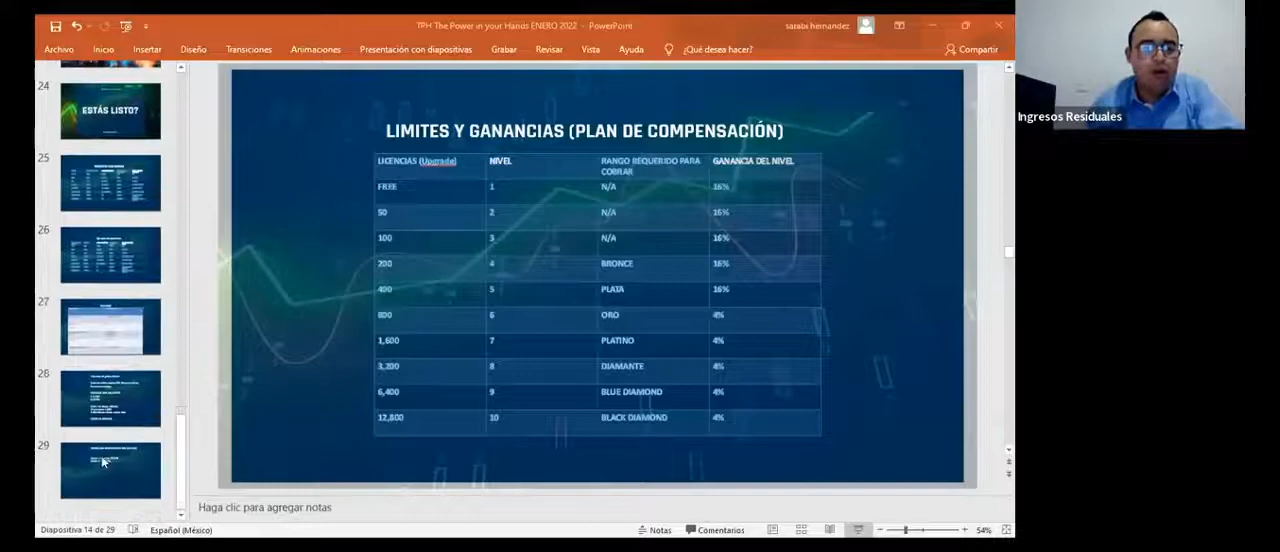 TPH The Power in your Hands ENERO 2022 - PowerPoint
sarabi hernandez
Archivo Inicio Insertar Diseño Transiciones Animaciones Presentación con diapositivas Grabar Revisar Vista Ayuda ¿Qué desea hacer? Compartir
Ingresos Residuales
24
ESTÁS LISTO?
25
26
27
28
29
LIMITES Y GANANCIAS (PLAN DE COMPENSACIÓN)
LICENCIAS (Upgrade) NIVEL RANGO REQUERIDO PARA COBRAR GANANCIA DEL NIVEL
FREE 1 N/A 16%
50 2 N/A 16%
100 3 N/A 16%
200 4 BRONCE 16%
400 5 PLATA 16%
800 6 ORO 4%
1,600 7 PLATINO 4%
3,200 8 DIAMANTE 4%
6,400 9 BLUE DIAMOND 4%
12,800 10 BLACK DIAMOND 4%
Haga clic para agregar notas
Diapositiva 14 de 29 Español (México) Notas Comentarios 54%